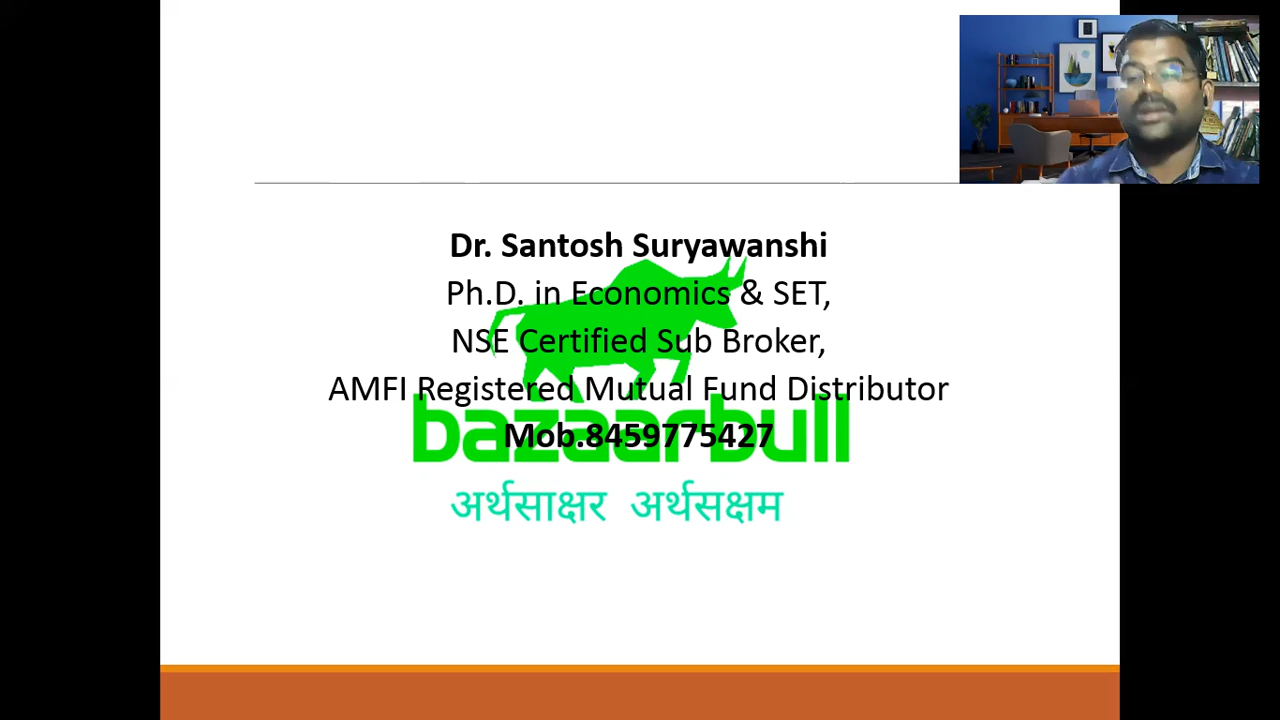 Dr. Santosh Suryawanshi
Ph.D. in Economics & SET,
NSE Certified Sub Broker,
AMFI Registered Mutual Fund Distributor
bazaarbull
Mob.8459775427
अर्थसाक्षर अर्थसक्षम